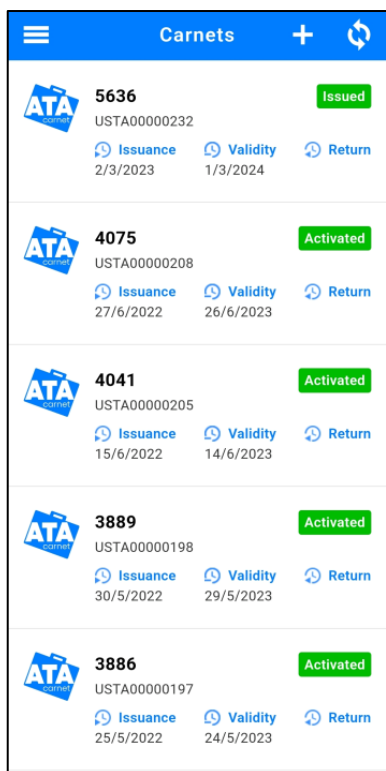 Carnets
ATA carnet
5636 Issued
USTA00000232
Issuance Validity Return
2/3/2023 1/3/2024
ATA carnet
4075 Activated
USTA00000208
Issuance Validity Return
27/6/2022 26/6/2023
ATA carnet
4041 Activated
USTA00000205
Issuance Validity Return
15/6/2022 14/6/2023
ATA carnet
3889 Activated
USTA00000198
Issuance Validity Return
30/5/2022 29/5/2023
ATA carnet
3886 Activated
USTA00000197
Issuance Validity Return
25/5/2022 24/5/2023